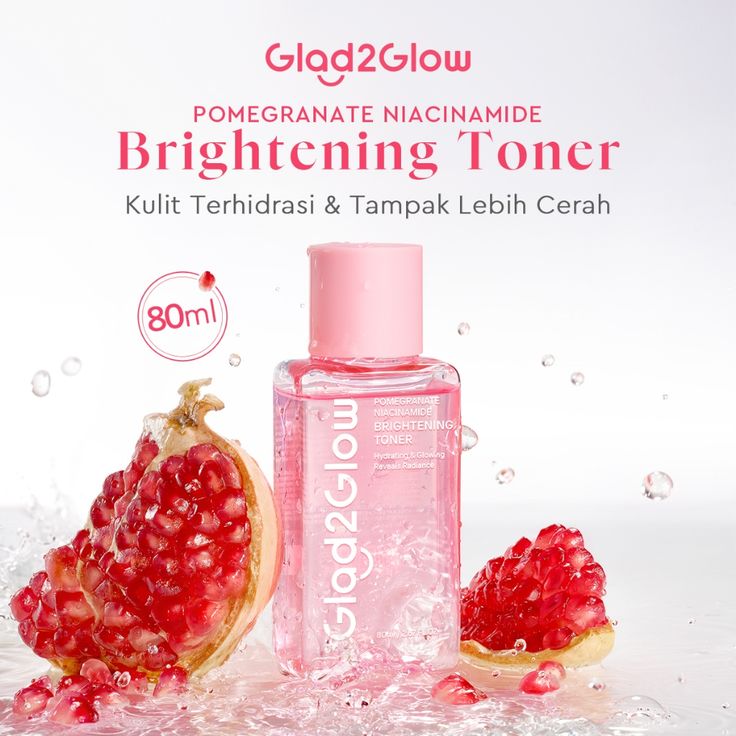 Glad2Glow
POMEGRANATE NIACINAMIDE
Brightening Toner
Kulit Terhidrasi & Tampak Lebih Cerah
80ml
Glad2Glow
POMEGRANATE
NIACINAMIDE
BRIGHTENING
TONER
Hydrating & Glowing
Reveals Radiance